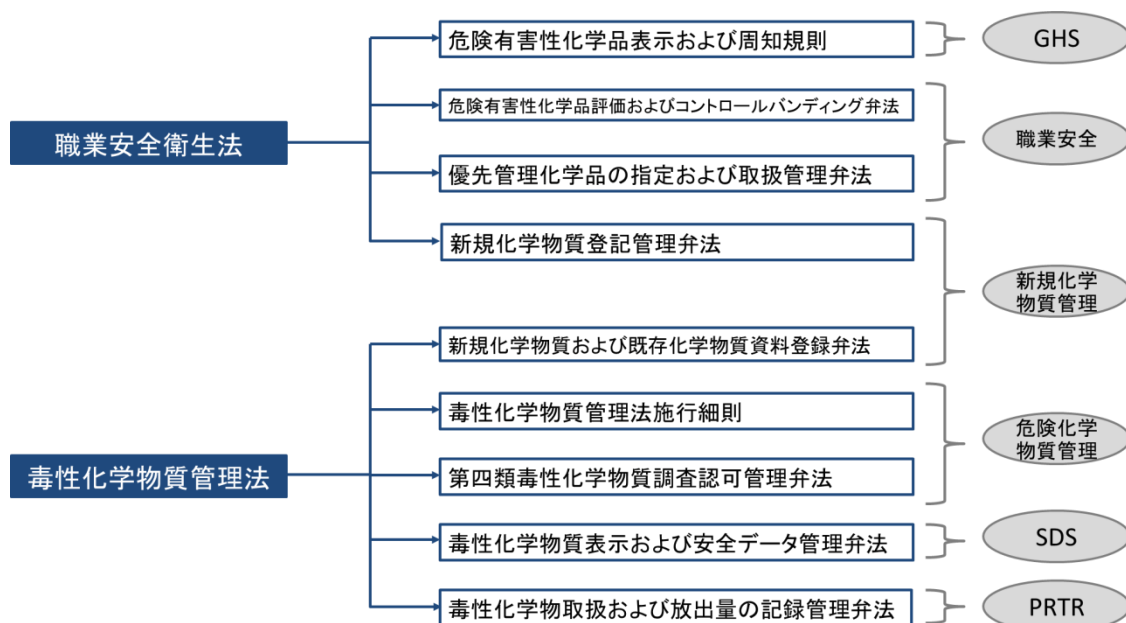 危険有害性化学品表示および周知規則
GHS
危険有害性化学品評価およびコントロールバンディング弁法
職業安全衛生法
職業安全
優先管理化学品の指定および取扱管理弁法
新規化学物質登記管理弁法
新規化学
物質管理
新規化学物質および既存化学物質資料登録弁法
毒性化学物質管理法施行細則
危険化学
物質管理
毒性化学物質管理法
第四類毒性化学物質調査認可管理弁法
毒性化学物質表示および安全データ管理弁法
SDS
毒性化学物取扱および放出量の記録管理弁法
PRTR